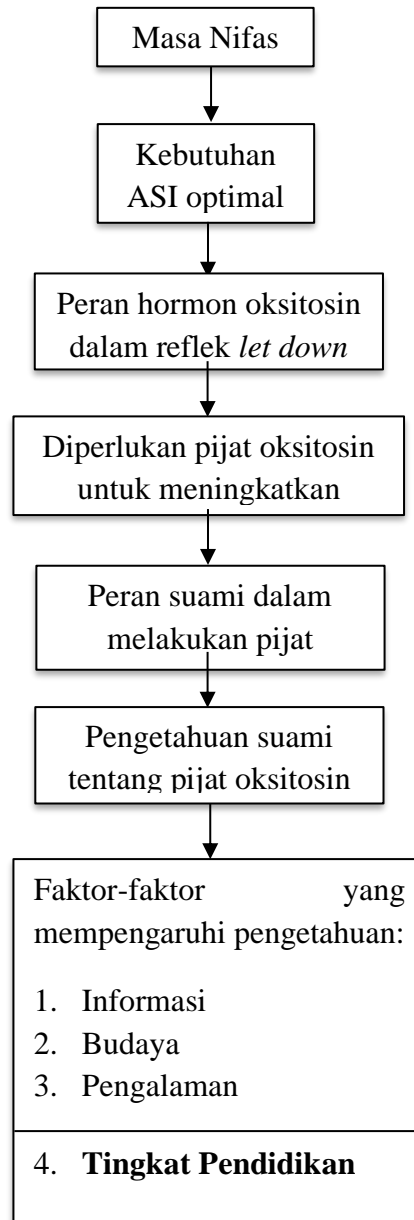 Masa Nifas
Kebutuhan
ASI optimal
Peran hormon oksitosin
dalam reflek let down
Diperlukan pijat oksitosin
untuk meningkatkan
Peran suami dalam
melakukan pijat
Pengetahuan suami
tentang pijat oksitosin
Faktor-faktor yang
mempengaruhi pengetahuan:
1. Informasi
2. Budaya
3. Pengalaman
4. Tingkat Pendidikan